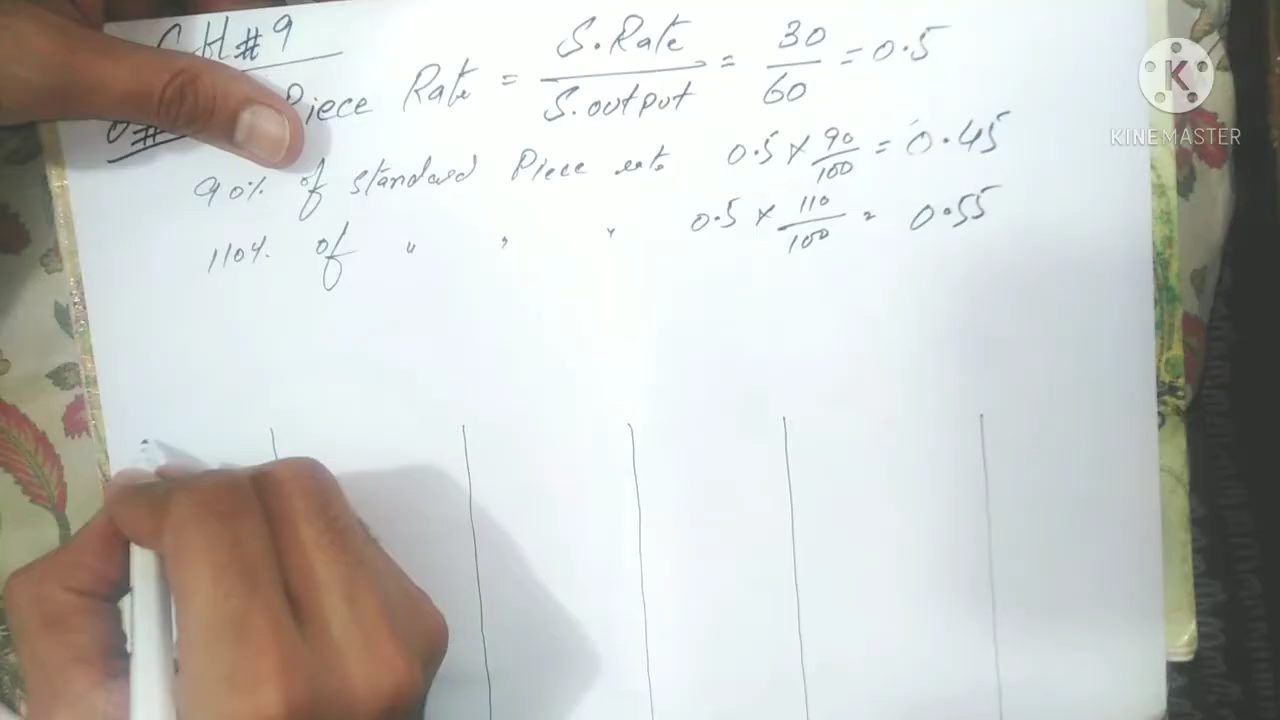 CH#9
Piece Rate = S.Rate / S.output = 30 / 60 = 0.5
90% of standard Piece rate 0.5 × 90/100 = 0.45
110% of " " " 0.5 × 110/100 = 0.55
K
KINEMASTER